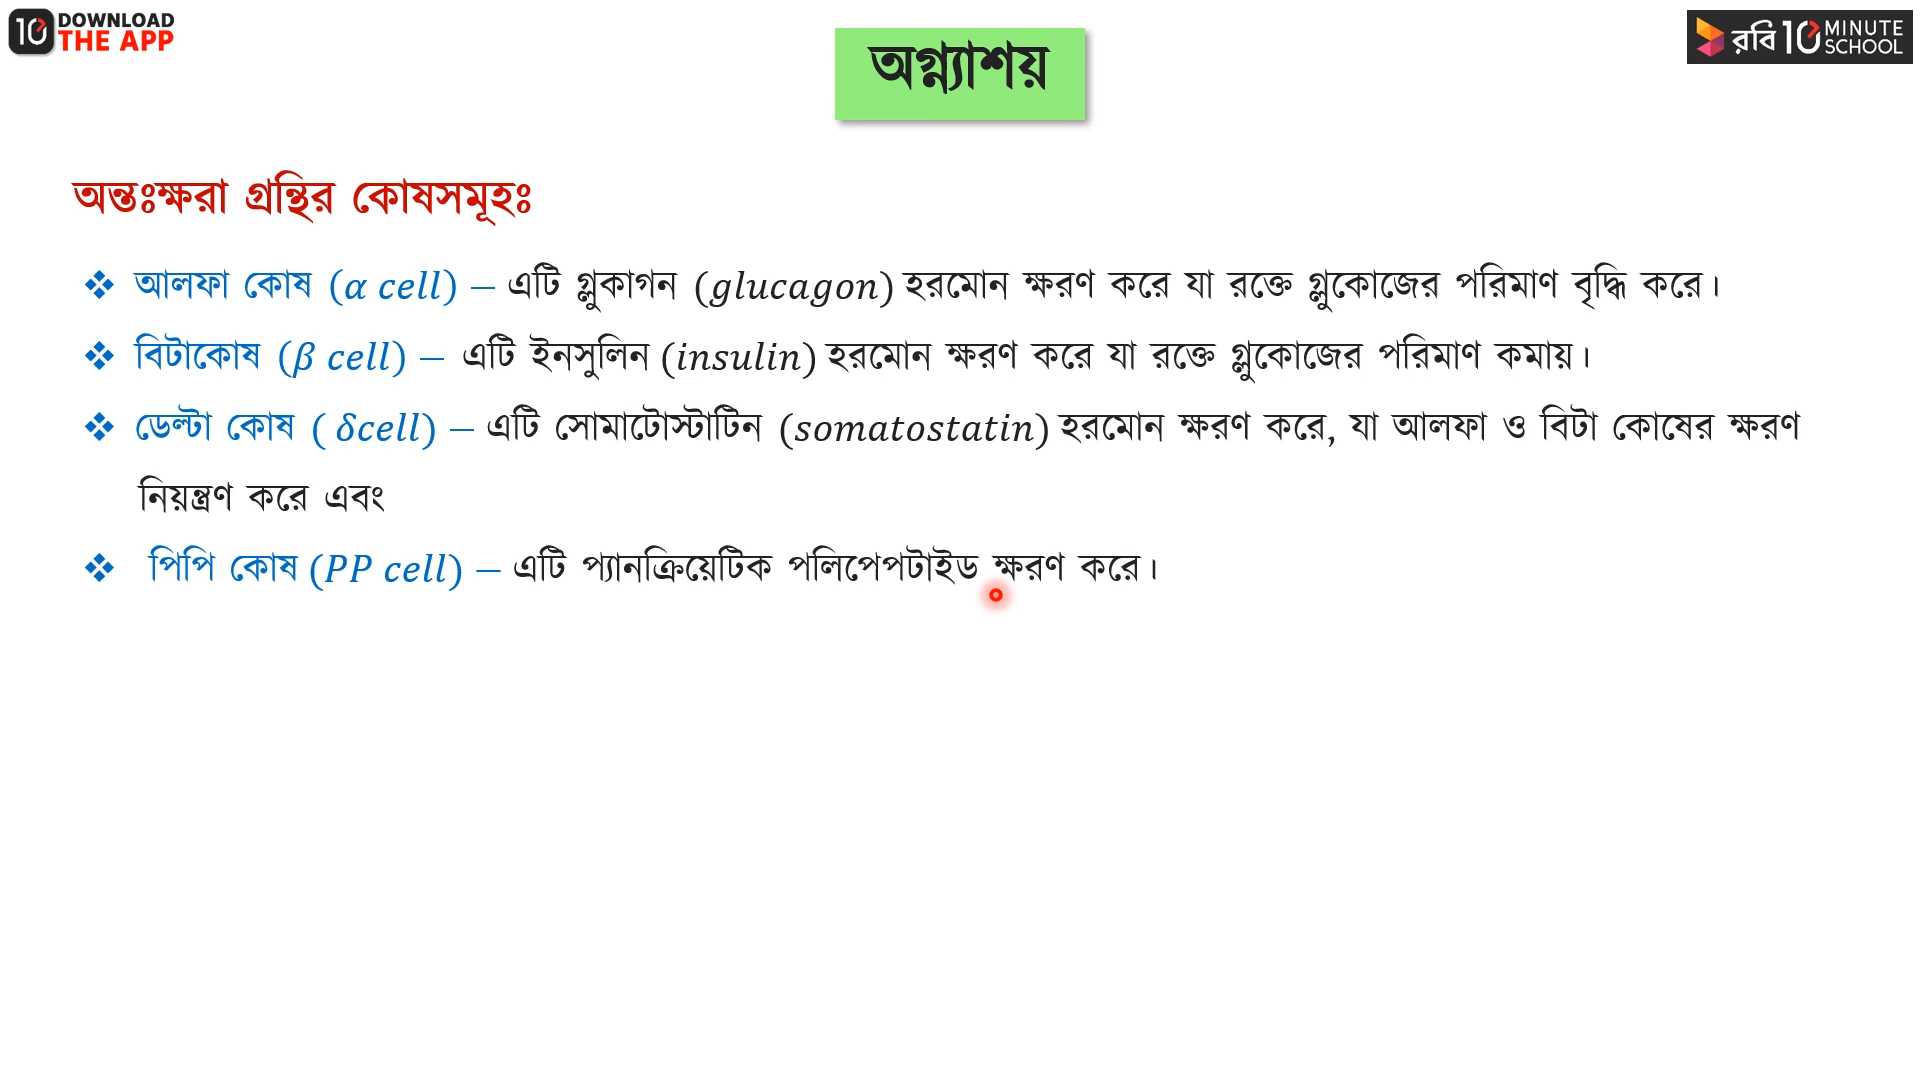 10 DOWNLOAD THE APP
রবি 10 MINUTE SCHOOL
অগ্ন্যাশয়
অন্তঃক্ষরা গ্রন্থির কোষসমূহঃ
❖ আলফা কোষ (α cell) – এটি গ্লুকাগন (glucagon) হরমোন ক্ষরণ করে যা রক্তে গ্লুকোজের পরিমাণ বৃদ্ধি করে।
❖ বিটাকোষ (β cell) – এটি ইনসুলিন (insulin) হরমোন ক্ষরণ করে যা রক্তে গ্লুকোজের পরিমাণ কমায়।
❖ ডেল্টা কোষ ( δcell) – এটি সোমাটোস্টাটিন (somatostatin) হরমোন ক্ষরণ করে, যা আলফা ও বিটা কোষের ক্ষরণ
নিয়ন্ত্রণ করে এবং
❖ পিপি কোষ (PP cell) – এটি প্যানক্রিয়েটিক পলিপেপটাইড ক্ষরণ করে।